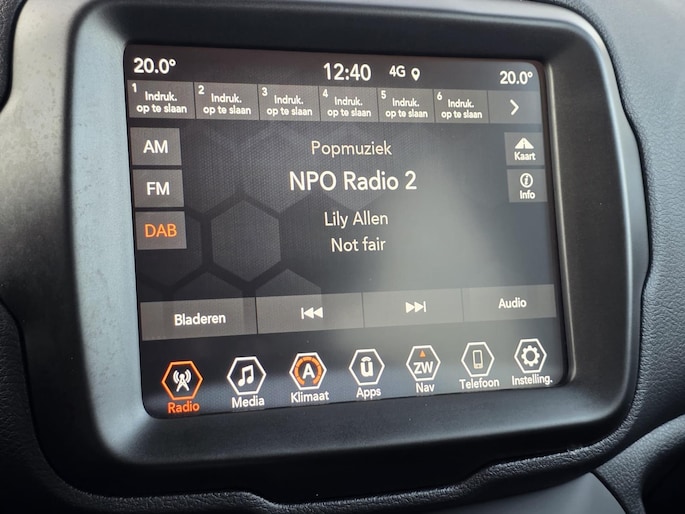 20.0° 12:40 4G 20.0°
1 Indruk. 2 Indruk. 3 Indruk. 4 Indruk. 5 Indruk. 6 Indruk.
op te slaan op te slaan op te slaan op te slaan op te slaan op te slaan
AM
Popmuziek
Kaart
FM
NPO Radio 2
Info
DAB
Lily Allen
Not fair
Bladeren
Audio
A ü ZW
Radio Media Klimaat Apps Nav Telefoon Instelling.